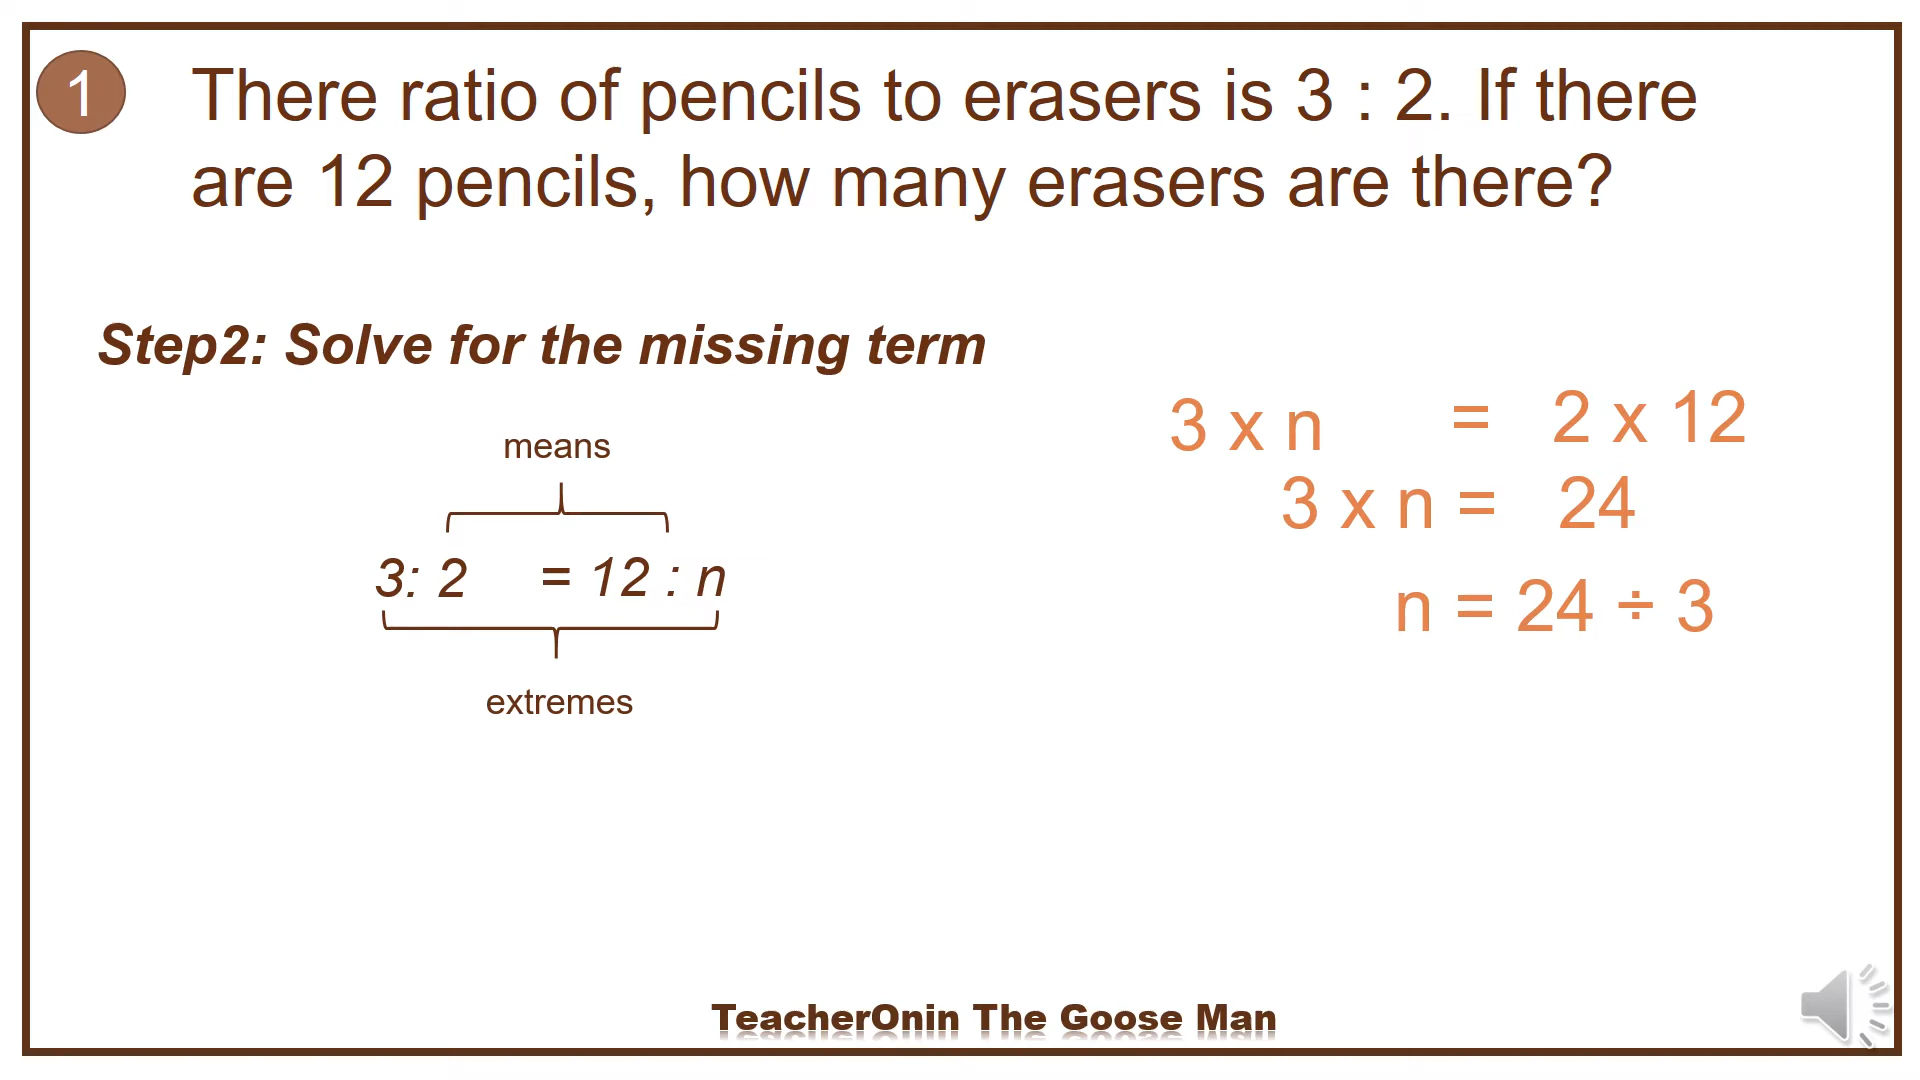 1
There ratio of pencils to erasers is 3 : 2. If there
are 12 pencils, how many erasers are there?
Step2: Solve for the missing term
means
3: 2 = 12 : n
extremes
3 x n = 2 x 12
3 x n = 24
n = 24 ÷ 3
TeacherOnin The Goose Man